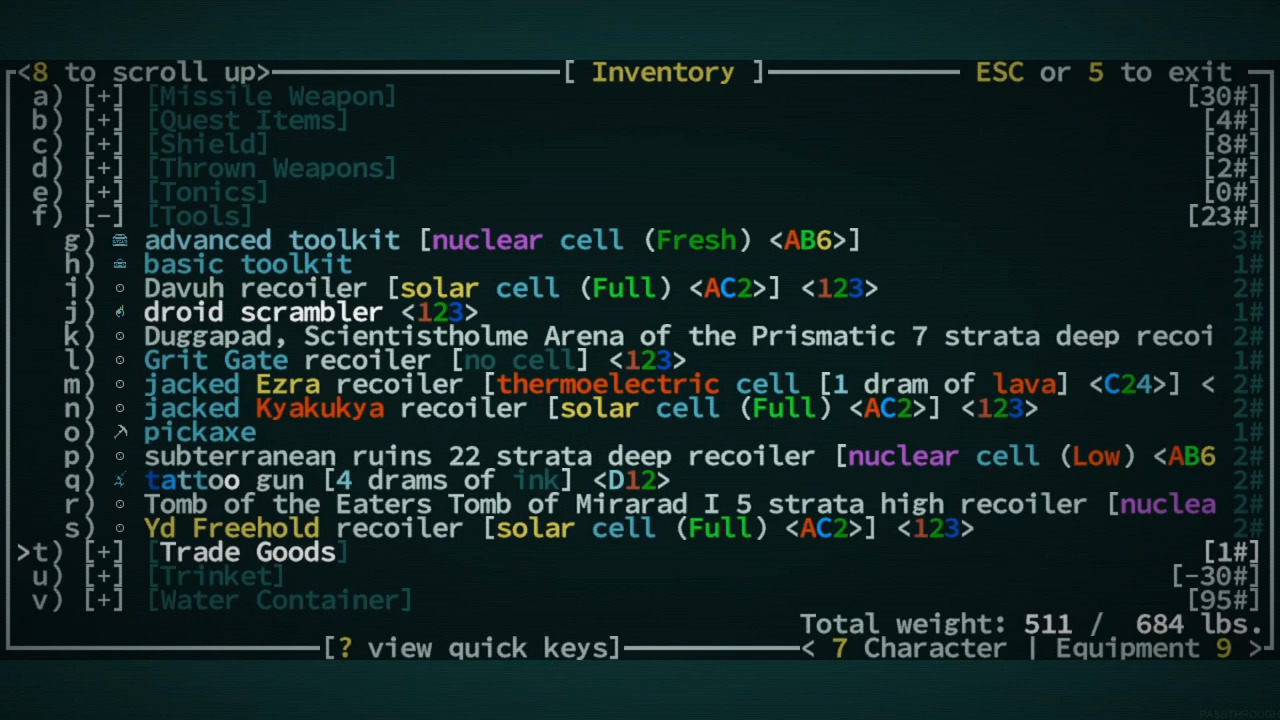 <8 to scroll up> [ Inventory ] ESC or 5 to exit
a) [+] [Missile Weapon] [30#]
b) [+] [Quest Items] [4#]
c) [+] [Shield] [8#]
d) [+] [Thrown Weapons] [2#]
e) [+] [Tonics] [0#]
f) [-] [Tools] [23#]
g) advanced toolkit [nuclear cell (Fresh) <AB6>] 3#
h) basic toolkit 1#
i) Davuh recoiler [solar cell (Full) <AC2>] <123> 2#
j) droid scrambler <123> 1#
k) Duggapad, Scientistholme Arena of the Prismatic 7 strata deep recoi 2#
l) Grit Gate recoiler [no cell] <123> 1#
m) jacked Ezra recoiler [thermoelectric cell [1 dram of lava] <C24>] < 2#
n) jacked Kyakukya recoiler [solar cell (Full) <AC2>] <123> 2#
o) pickaxe 1#
p) subterranean ruins 22 strata deep recoiler [nuclear cell (Low) <AB6 2#
q) tattoo gun [4 drams of ink] <D12> 2#
r) Tomb of the Eaters Tomb of Mirarad I 5 strata high recoiler [nuclea 2#
s) Yd Freehold recoiler [solar cell (Full) <AC2>] <123> 2#
>t) [+] [Trade Goods] [1#]
u) [+] [Trinket] [-30#]
v) [+] [Water Container] [95#]
Total weight: 511 / 684 lbs.
[? view quick keys] < 7 Character | Equipment 9 >